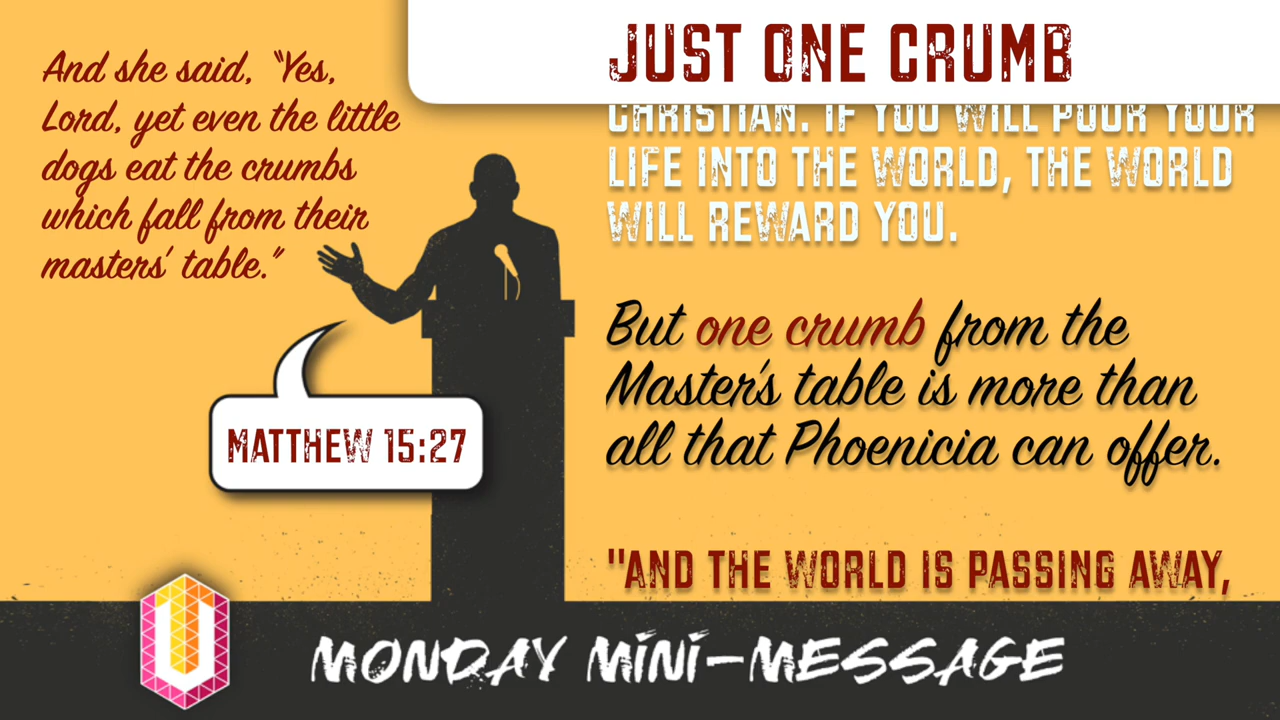 And she said, “Yes,
Lord, yet even the little
dogs eat the crumbs
which fall from their
masters’ table.”
MATTHEW 15:27
JUST ONE CRUMB
CHRISTIAN. IF YOU WILL POUR YOUR
LIFE INTO THE WORLD, THE WORLD
WILL REWARD YOU.
But one crumb from the
Master's table is more than
all that Phoenicia can offer.
"AND THE WORLD IS PASSING AWAY,
U
MONDAY MINI-MESSAGE